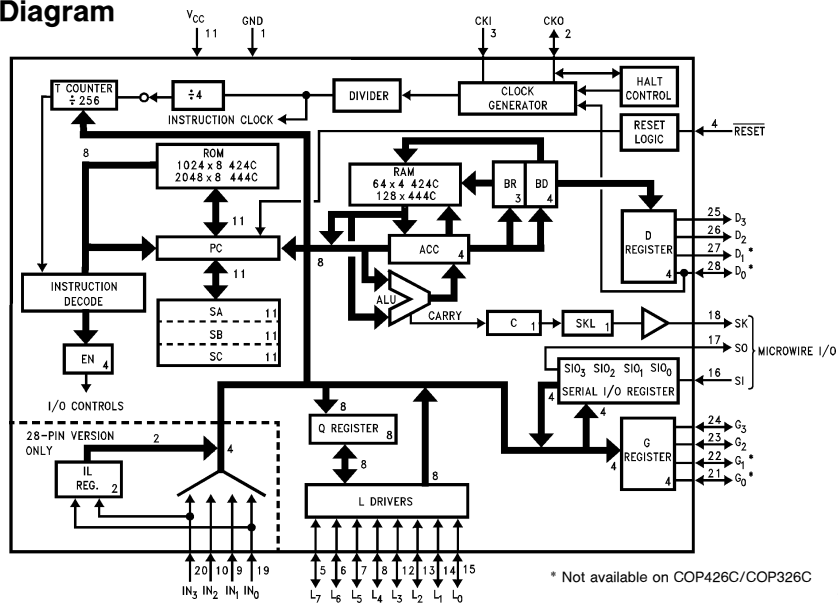 Diagram
VCC 11
GND 1
CKI 3
CKO 2
T COUNTER ÷ 256
÷4
DIVIDER
CLOCK GENERATOR
HALT CONTROL
INSTRUCTION CLOCK
RESET LOGIC
4 RESET
8
ROM
1024 x 8 424C
2048 x 8 444C
RAM
64 x 4 424C
128 x 444C
BR 3
BD 4
11
PC
8
ACC 4
D REGISTER 4
25 D3
26 D2
27 D1*
28 D0*
11
INSTRUCTION DECODE
SA 11
SB 11
SC 11
ALU
CARRY
C 1
SKL 1
18 SK
17 SO
MICROWIRE I/O
16 SI
EN 4
I/O CONTROLS
SIO3 SIO2 SIO1 SIO0
SERIAL I/O REGISTER
4
4
28-PIN VERSION ONLY
2
4
IL REG. 2
8
Q REGISTER 8
8
8
L DRIVERS
G REGISTER 4
4
24 G3
23 G2
22 G1*
21 G0*
20 10 9 19
IN3 IN2 IN1 IN0
5 6 7 8 12 13 14 15
L7 L6 L5 L4 L3 L2 L1 L0
* Not available on COP426C/COP326C